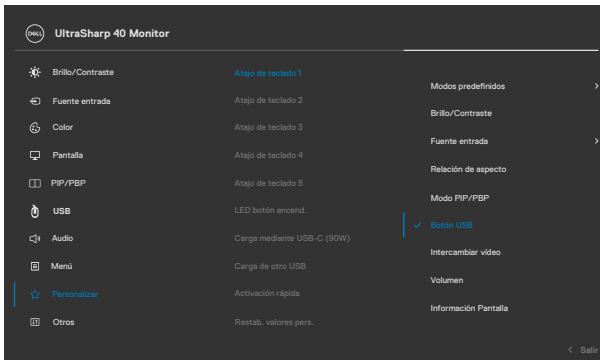 DELL UltraSharp 40 Monitor
Brillo/Contraste
Fuente entrada
Color
Pantalla
PIP/PBP
USB
Audio
Menú
Personalizar
Otros
Atajo de teclado 1
Atajo de teclado 2
Atajo de teclado 3
Atajo de teclado 4
Atajo de teclado 5
LED botón encend.
Carga mediante USB-C (90W)
Carga de otro USB
Activación rápida
Restab. valores pers.
Modos predefinidos
Brillo/Contraste
Fuente entrada
Relación de aspecto
Modo PIP/PBP
Botón USB
Intercambiar vídeo
Volumen
Información Pantalla
Salir